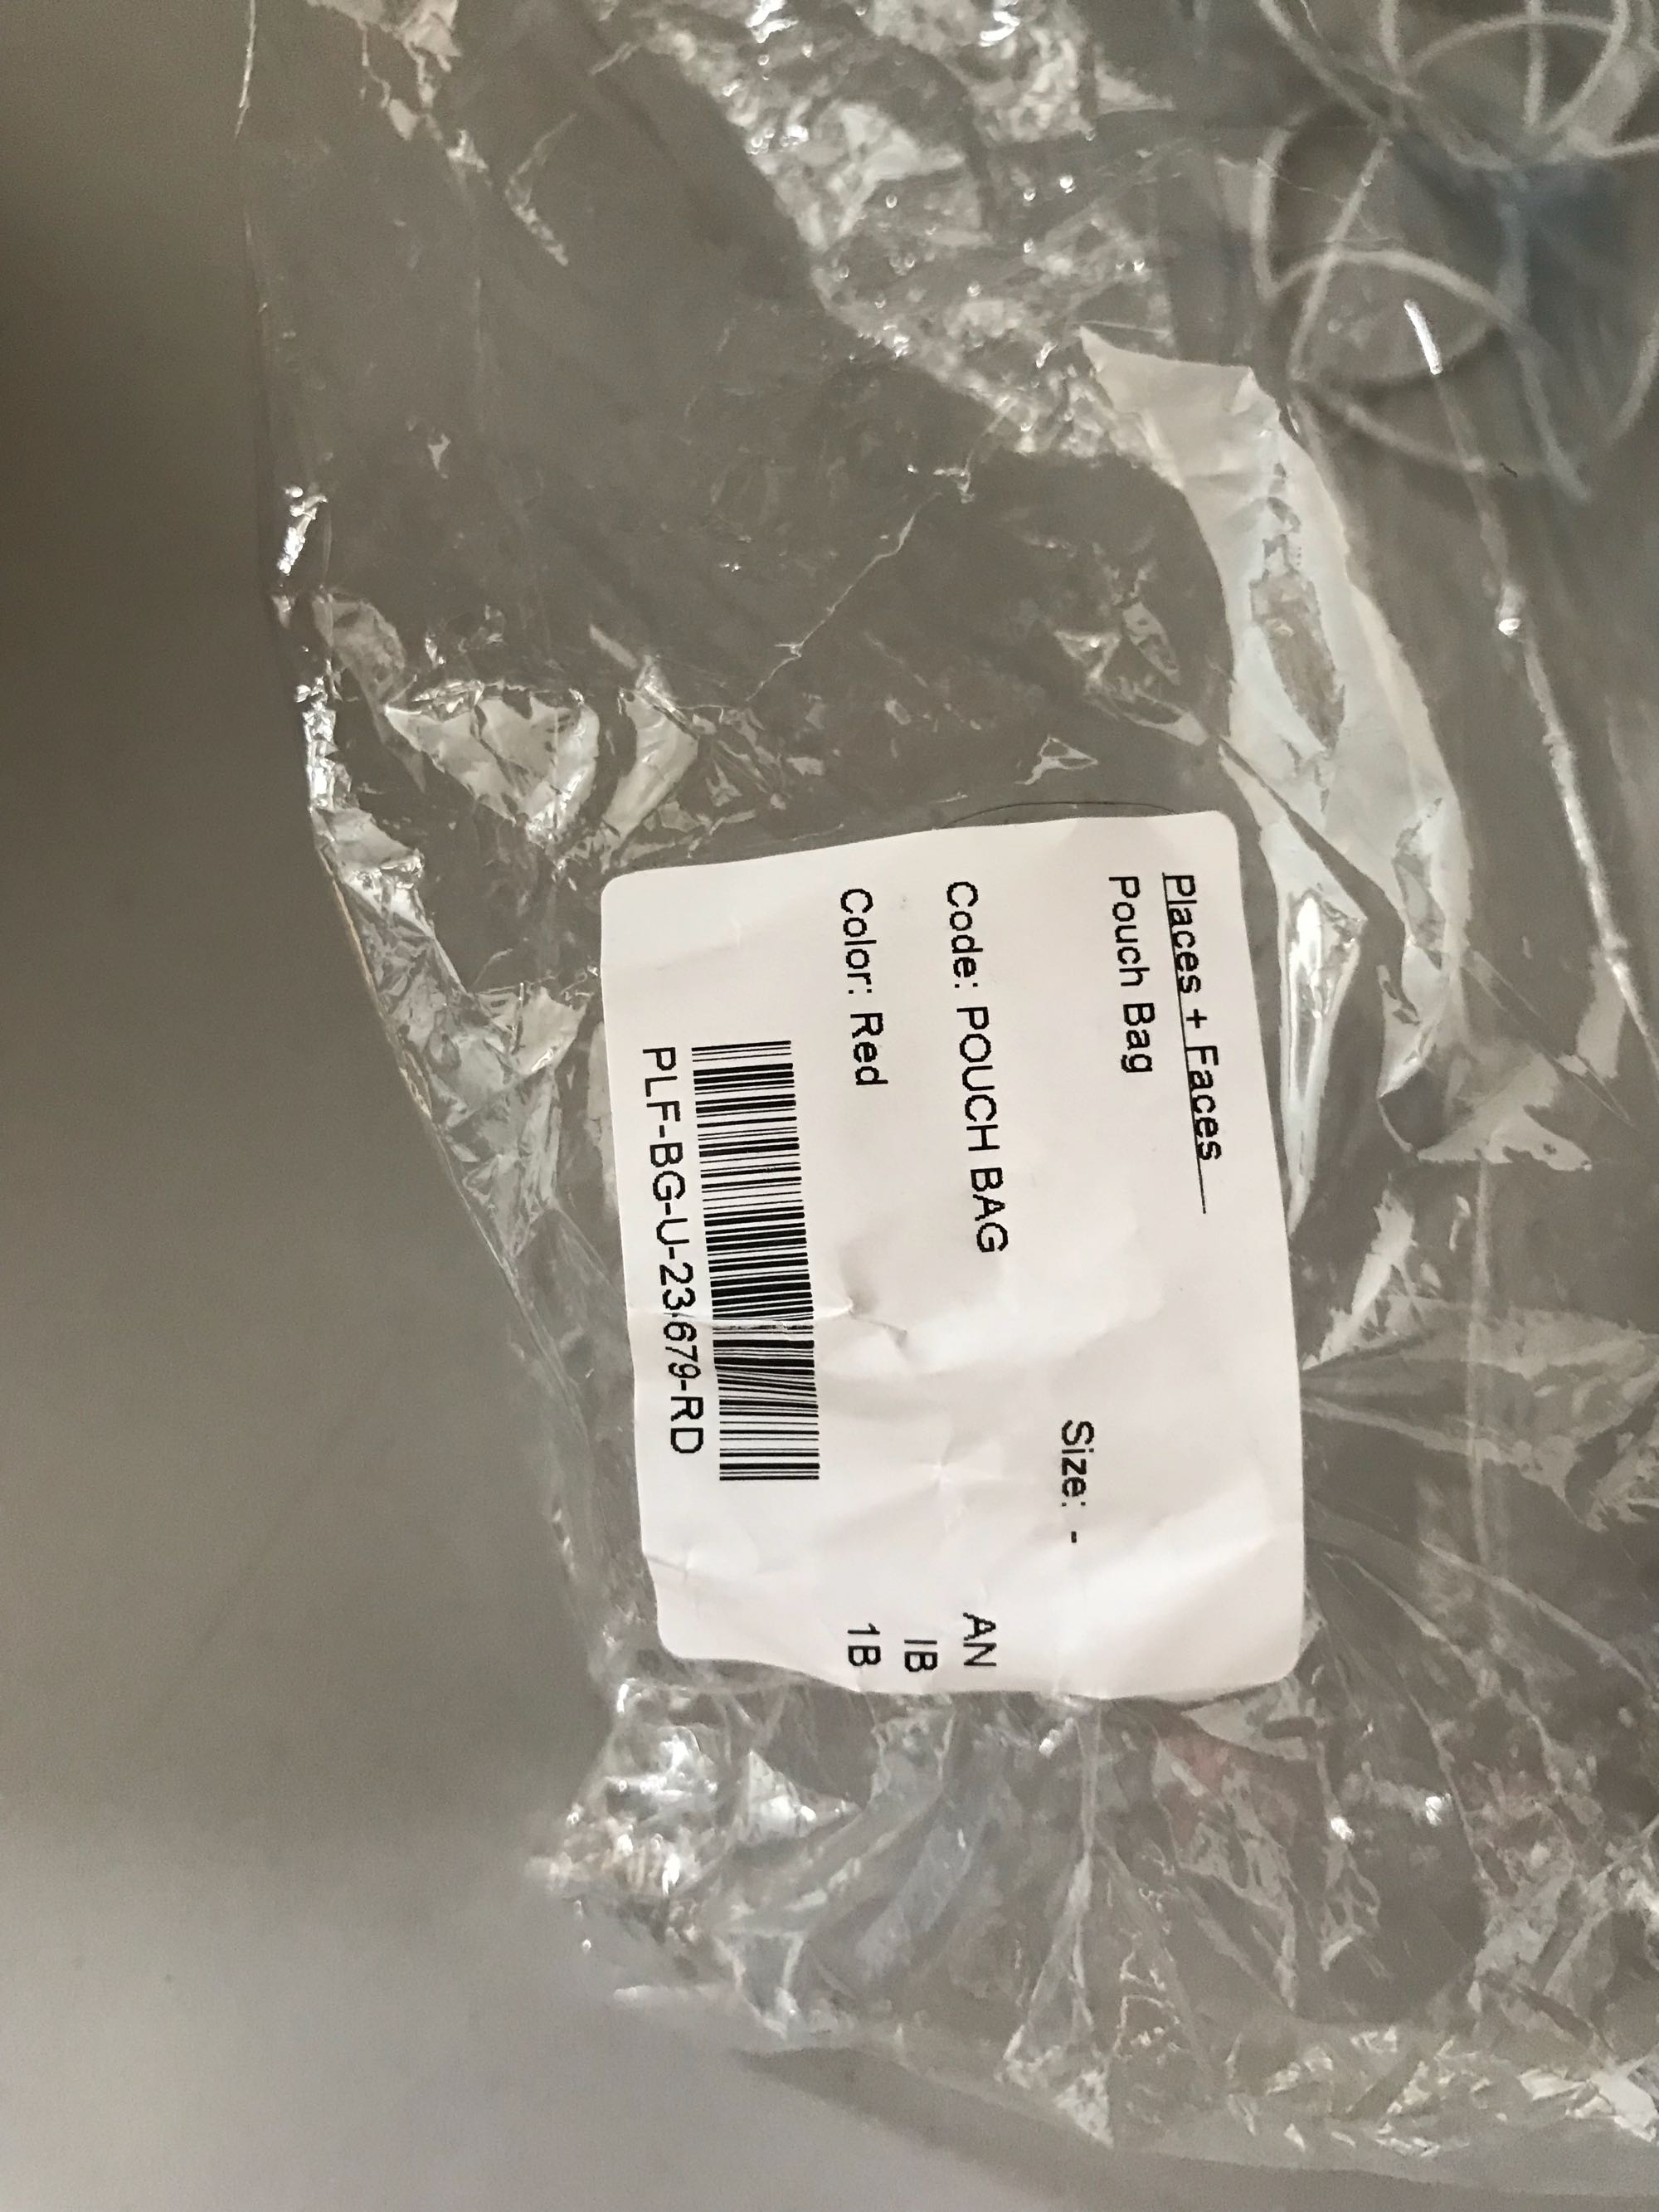 Places + Faces
Pouch Bag
Size: -
Code: POUCH BAG
AN
IB
Color: Red
1B
PLF-BG-U-23679-RD